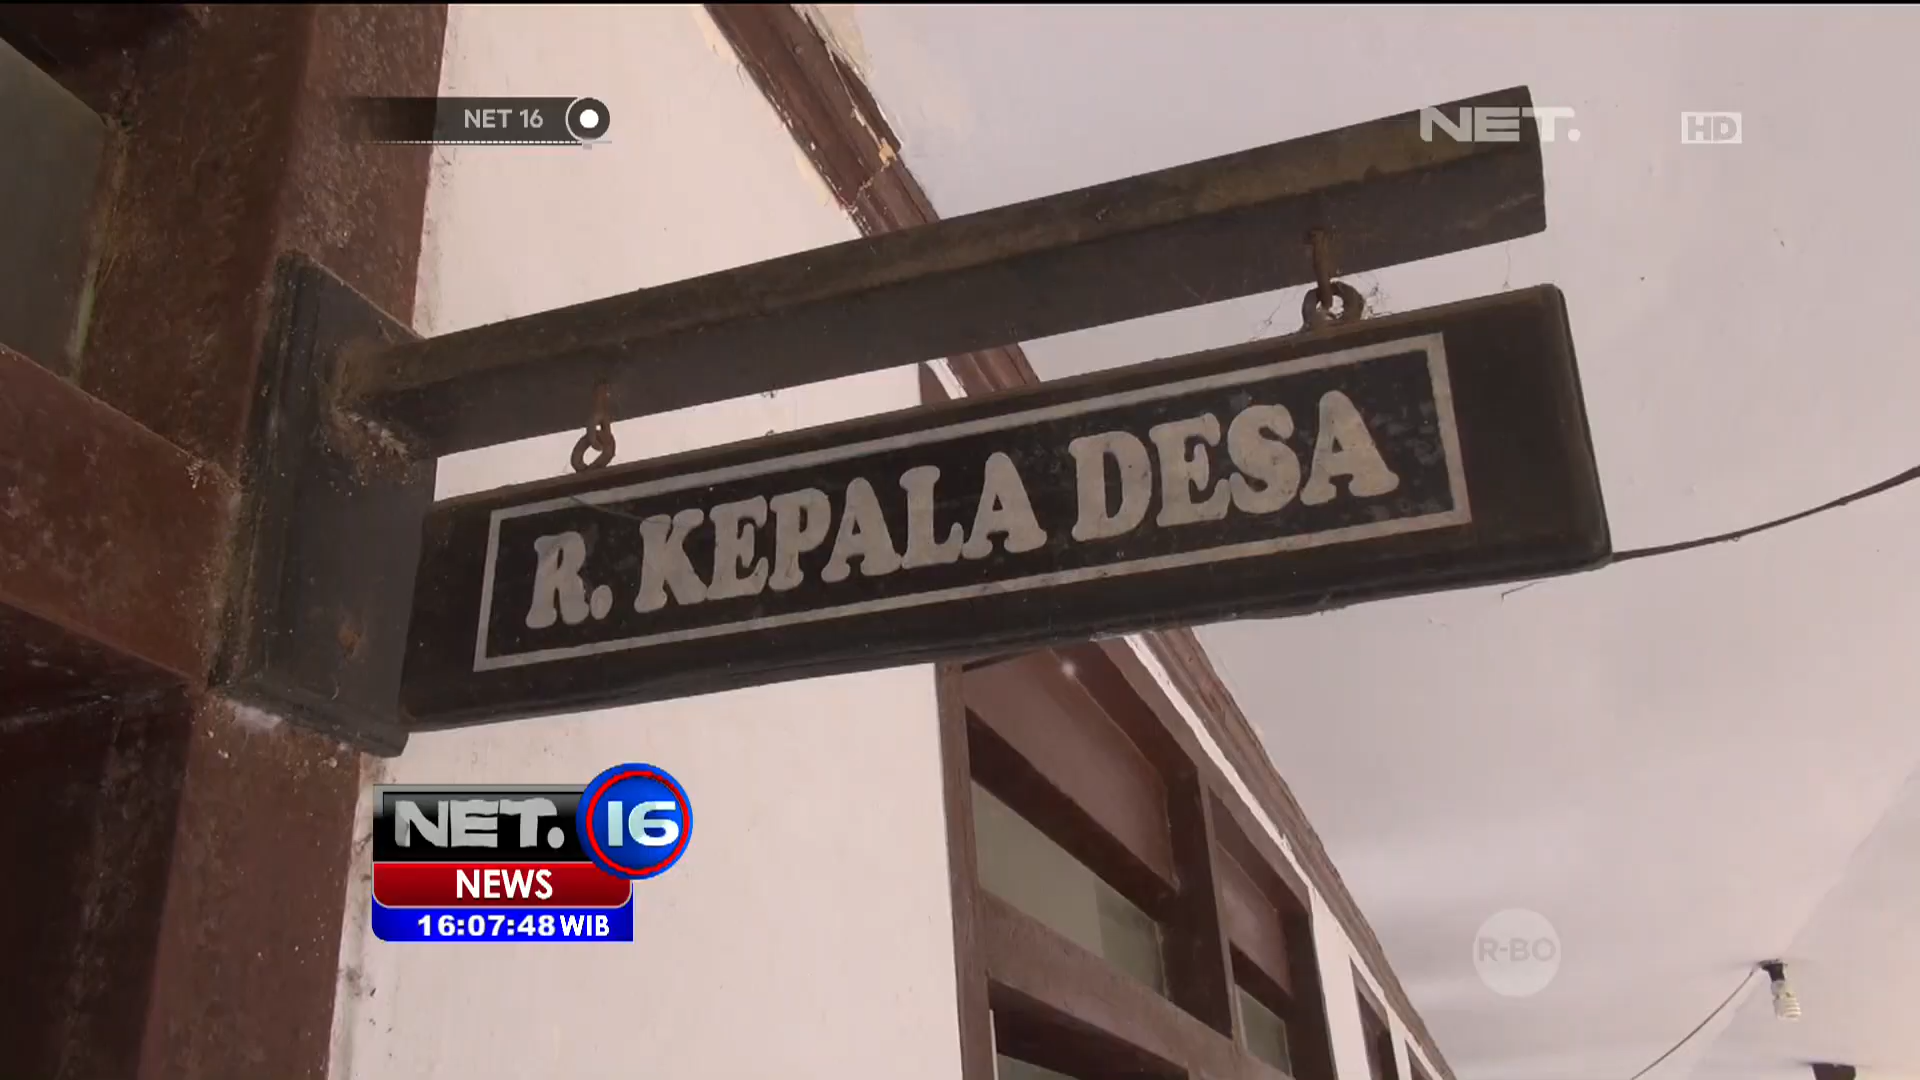 NET 16
NET.
HD
R. KEPALA DESA
NET. 16
NEWS
16:07:48 WIB
R-BO